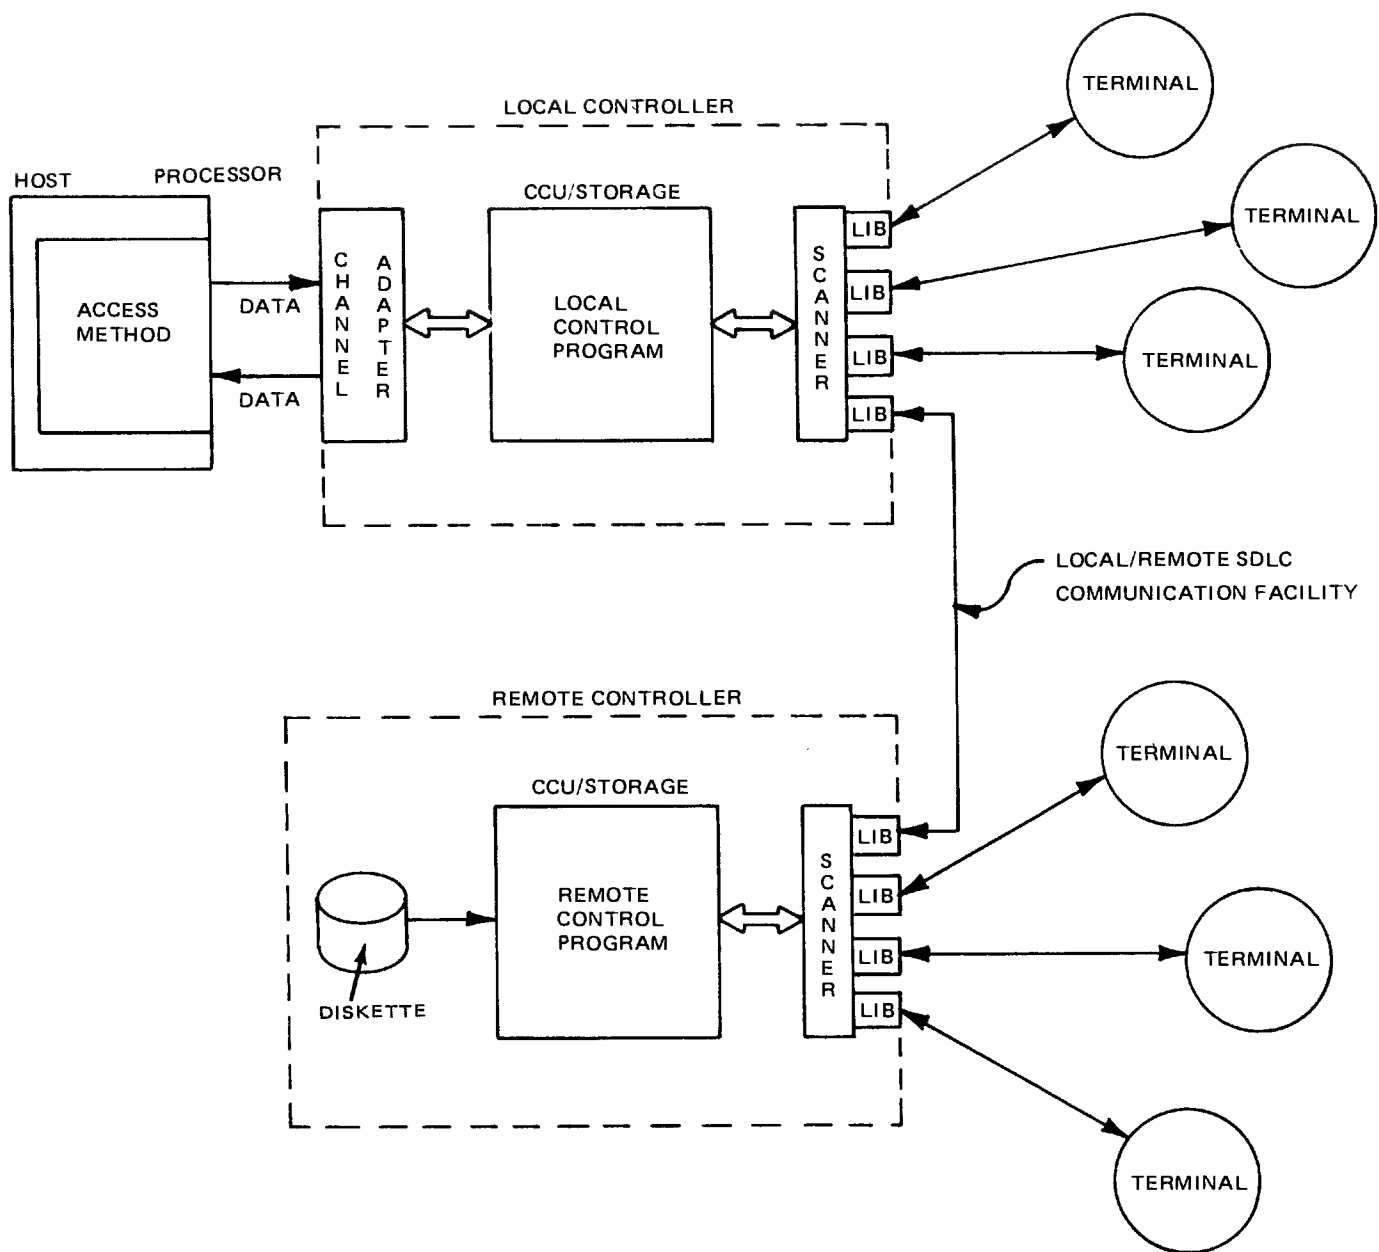 TERMINAL
LOCAL CONTROLLER
HOST PROCESSOR
CCU/STORAGE
TERMINAL
LIB
CHANNEL
ADAPTER
SCANNER
DATA
ACCESS
METHOD
LOCAL
CONTROL
PROGRAM
LIB
LIB
TERMINAL
DATA
LIB
LOCAL/REMOTE SDLC
COMMUNICATION FACILITY
REMOTE CONTROLLER
TERMINAL
CCU/STORAGE
LIB
SCANNER
LIB
REMOTE
CONTROL
PROGRAM
LIB
TERMINAL
DISKETTE
LIB
TERMINAL